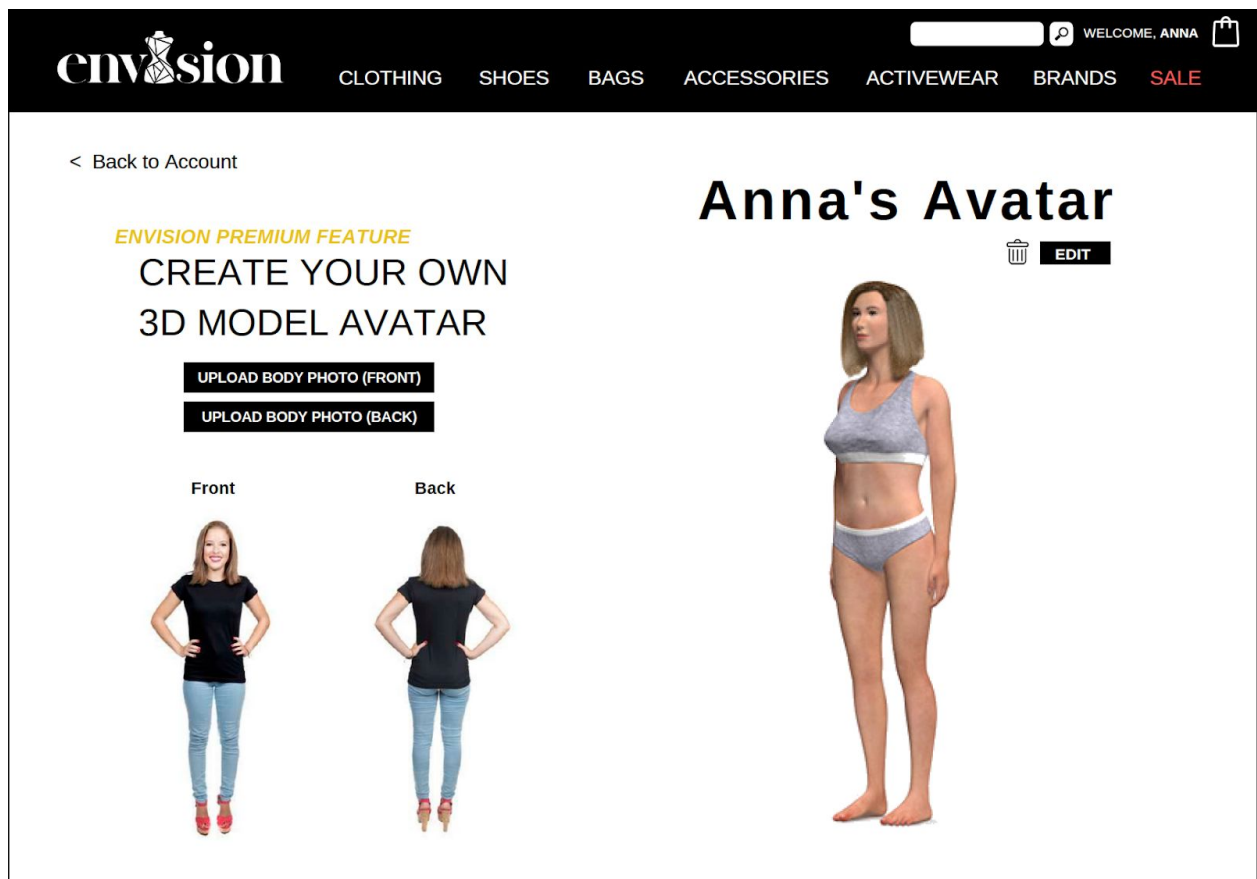 envision
WELCOME, ANNA
CLOTHING SHOES BAGS ACCESSORIES ACTIVEWEAR BRANDS SALE
< Back to Account
ENVISION PREMIUM FEATURE
CREATE YOUR OWN
3D MODEL AVATAR
UPLOAD BODY PHOTO (FRONT)
UPLOAD BODY PHOTO (BACK)
Front Back
Anna's Avatar
EDIT